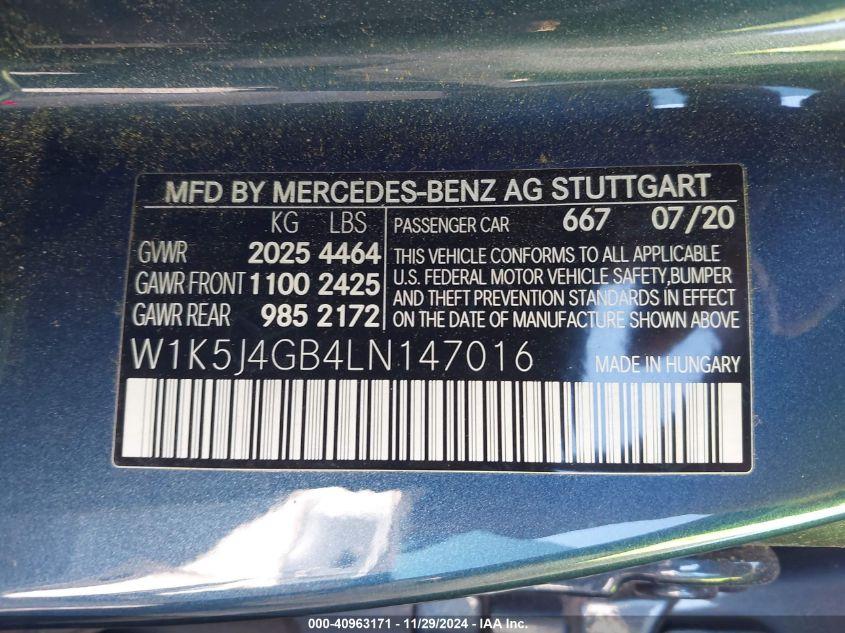 MFD BY MERCEDES-BENZ AG STUTTGART
KG LBS
GVWR 2025 4464
GAWR FRONT 1100 2425
GAWR REAR 985 2172
PASSENGER CAR 667 07/20
THIS VEHICLE CONFORMS TO ALL APPLICABLE
U.S. FEDERAL MOTOR VEHICLE SAFETY,BUMPER
AND THEFT PREVENTION STANDARDS IN EFFECT
ON THE DATE OF MANUFACTURE SHOWN ABOVE
W1K5J4GB4LN147016 MADE IN HUNGARY
000-40963171 - 11/29/2024 - IAA Inc.